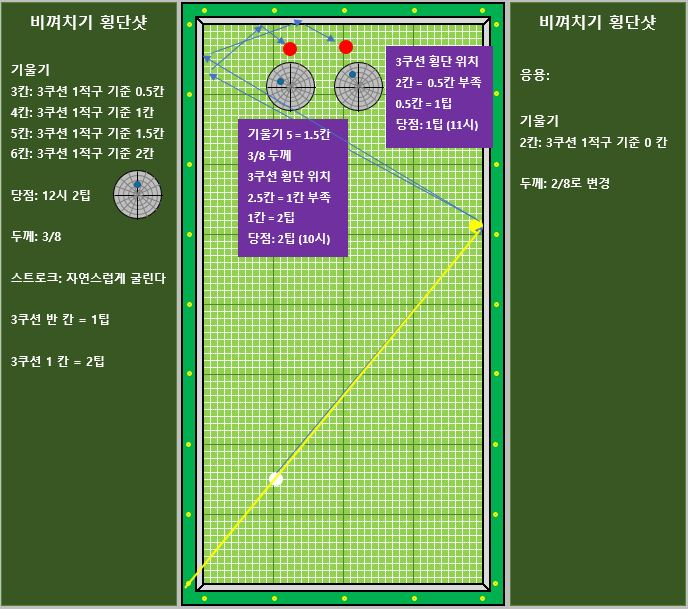 비껴치기 횡단샷
기울기
3칸: 3쿠션 1적구 기준 0.5칸
4칸: 3쿠션 1적구 기준 1칸
5칸: 3쿠션 1적구 기준 1.5칸
6칸: 3쿠션 1적구 기준 2칸
당점: 12시 2팁
두께: 3/8
스트로크: 자연스럽게 굴린다
3쿠션 반 칸 = 1팁
3쿠션 1 칸 = 2팁
기울기 5 = 1.5칸
3/8 두께
3쿠션 횡단 위치
2.5칸 = 1칸 부족
1칸 = 2팁
당점: 2팁 (10시)
3쿠션 횡단 위치
2칸 = 0.5칸 부족
0.5칸 = 1팁
당점: 1팁 (11시)
비껴치기 횡단샷
응용:
기울기
2칸: 3쿠션 1적구 기준 0 칸
두께: 2/8로 변경